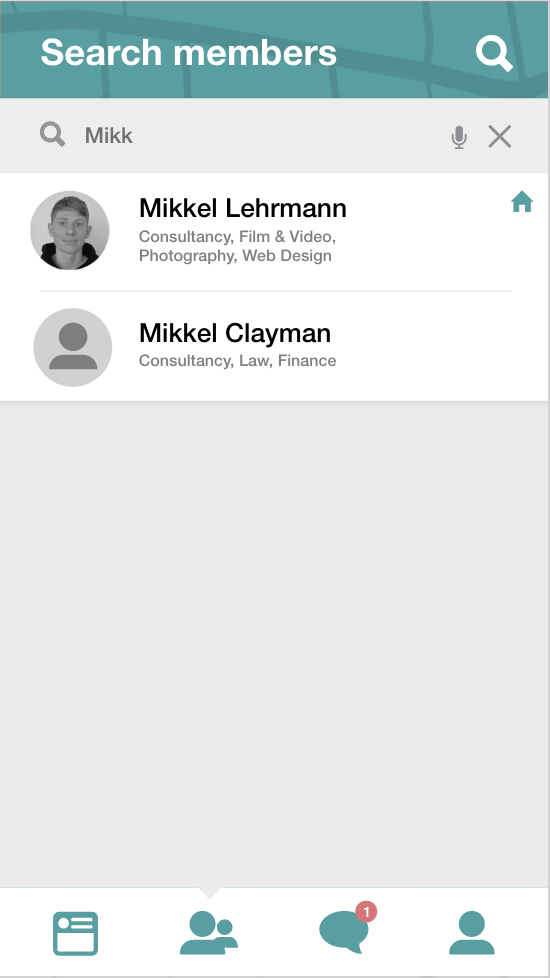 Search members
Mikk
Mikkel Lehrmann
Consultancy, Film & Video,
Photography, Web Design
Mikkel Clayman
Consultancy, Law, Finance
1